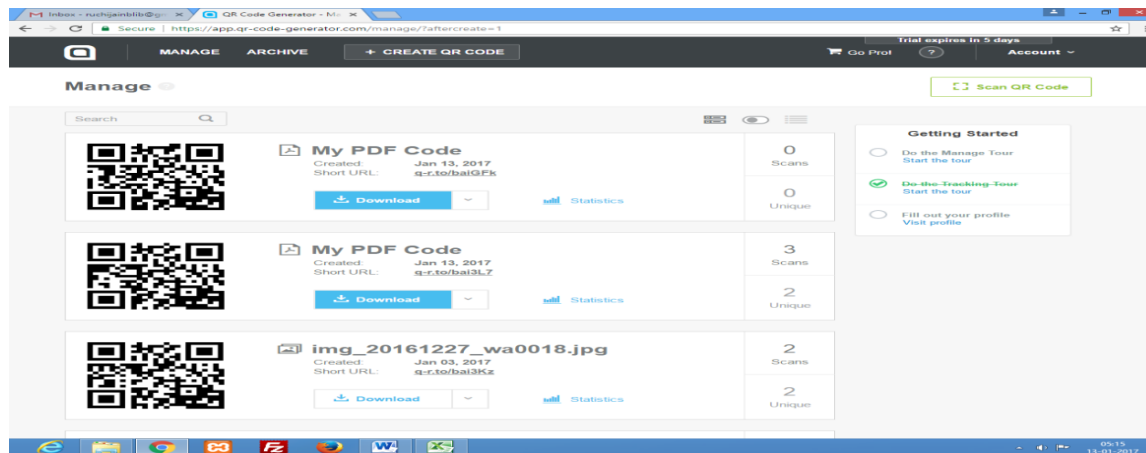 Inbox - ruchijainblib@g
QR Code Generator - Ma
Secure | https://app.qr-code-generator.com/manage/?aftercreate=1
MANAGE ARCHIVE + CREATE QR CODE
Trial expires in 5 days
Go Pro! ? Account
Manage
Scan QR Code
Search
My PDF Code
Created: Jan 13, 2017
Short URL: q-r.to/baiGFk
Download Statistics
0
Scans
0
Unique
My PDF Code
Created: Jan 13, 2017
Short URL: q-r.to/bai3L7
Download Statistics
3
Scans
2
Unique
img_20161227_wa0018.jpg
Created: Jan 03, 2017
Short URL: q-r.to/bai3Kz
Download Statistics
2
Scans
2
Unique
Getting Started
Do the Manage Tour
Start the tour
Do the Tracking Tour
Start the tour
Fill out your profile
Visit profile
05:15
13-01-2017